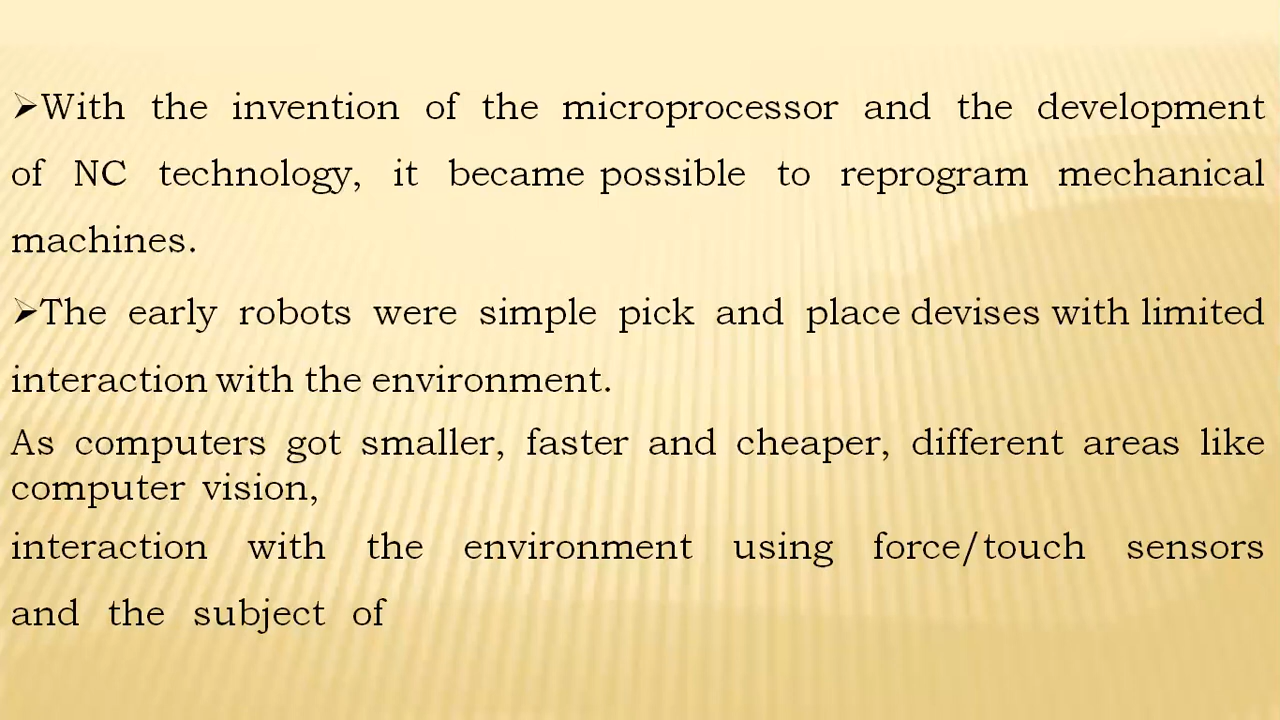 ➢With the invention of the microprocessor and the development
of NC technology, it became possible to reprogram mechanical
machines.
➢The early robots were simple pick and place devises with limited
interaction with the environment.
As computers got smaller, faster and cheaper, different areas like
computer vision,
interaction with the environment using force/touch sensors
and the subject of